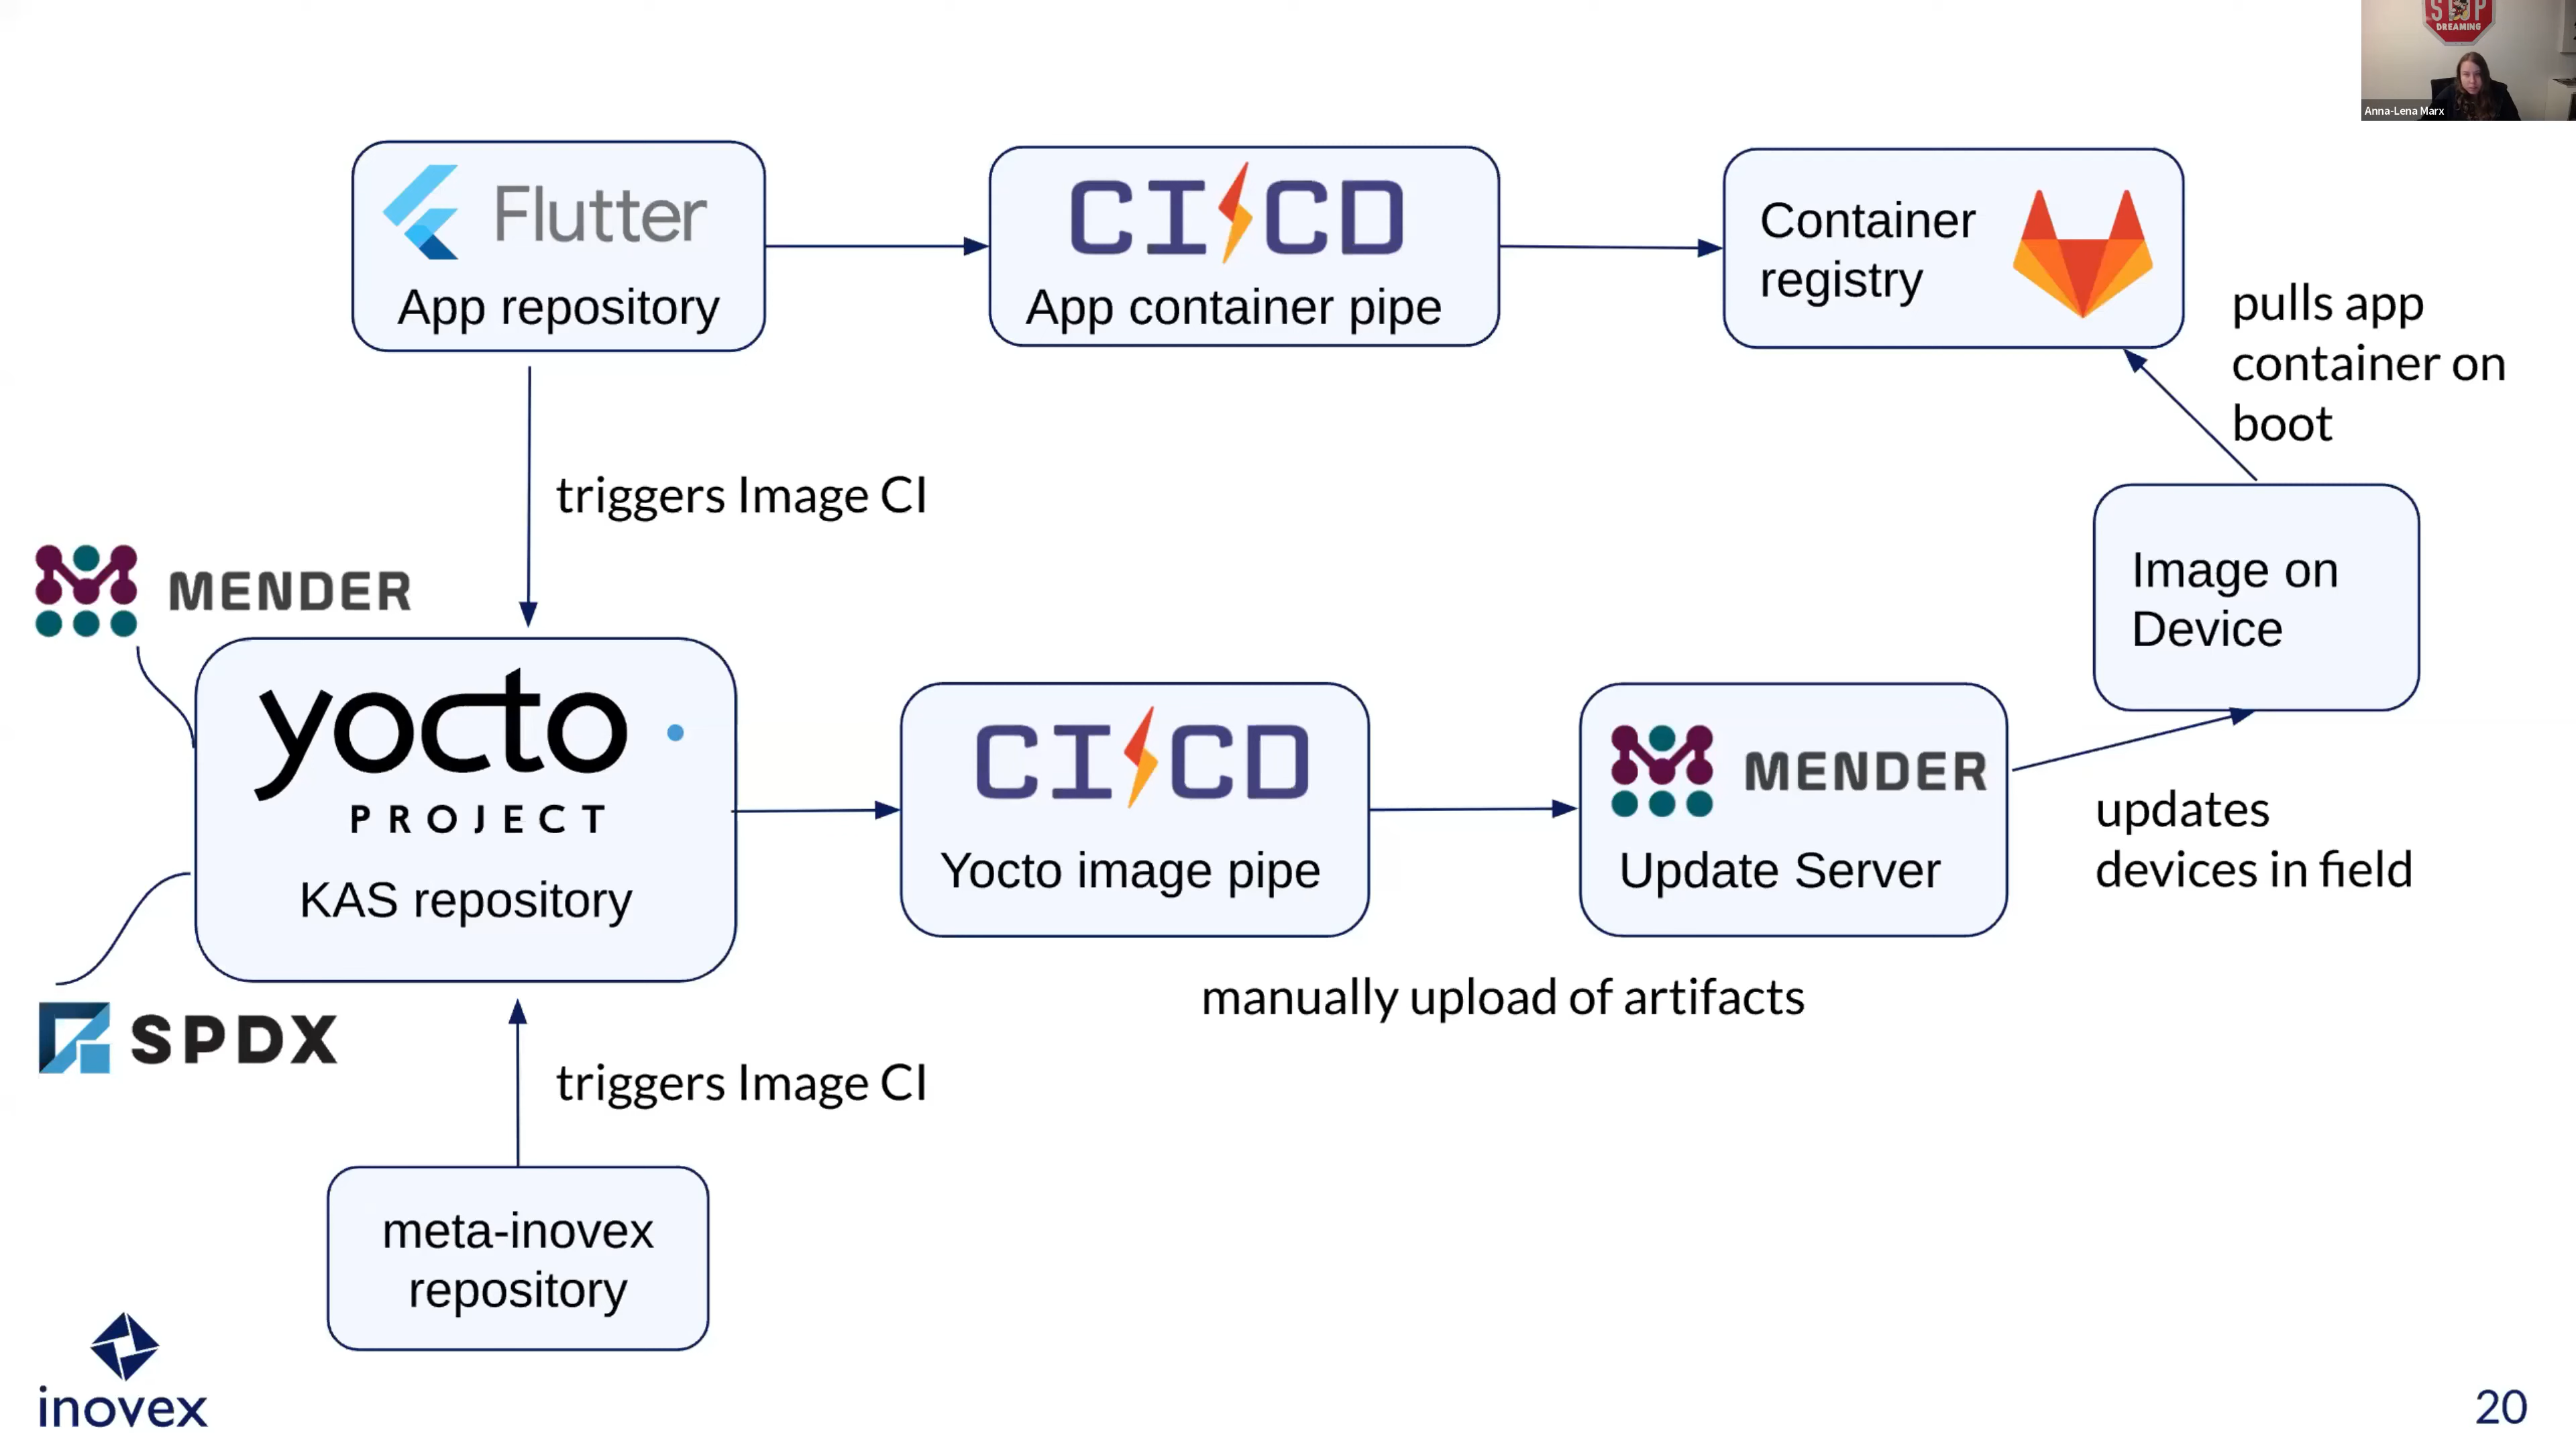 STOP
DREAMING
Anna-Lena Marx
Flutter
App repository
CI CD
App container pipe
Container
registry
pulls app
container on
boot
triggers Image CI
MENDER
Image on
Device
yocto
PROJECT
KAS repository
CI CD
Yocto image pipe
MENDER
Update Server
updates
devices in field
manually upload of artifacts
SPDX
triggers Image CI
meta-inovex
repository
inovex
20